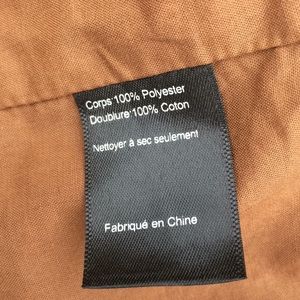 Corps 100% Polyester
Doublure 100% Coton
Nettoyer à sec seulement
Fabriqué en Chine